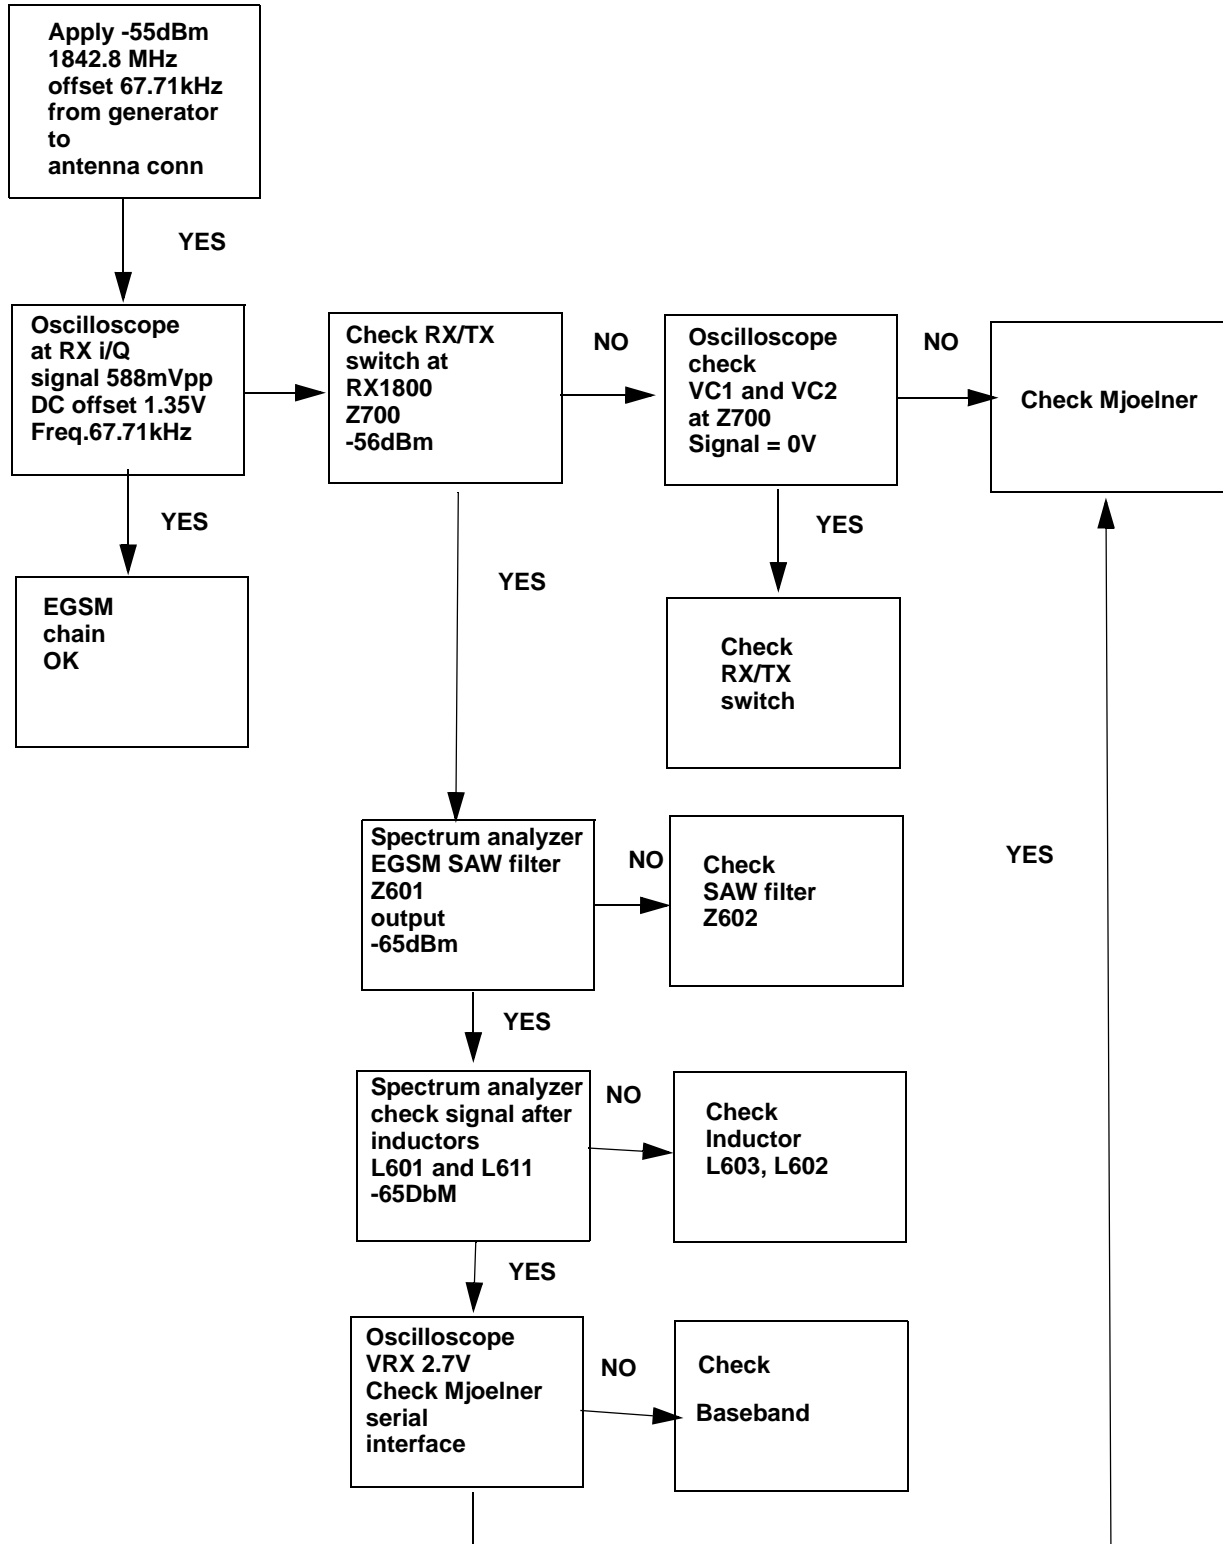 Apply -55dBm
1842.8 MHz
offset 67.71kHz
from generator
to
antenna conn
YES
Oscilloscope
at RX i/Q
signal 588mVpp
DC offset 1.35V
Freq.67.71kHz
Check RX/TX
switch at
RX1800
Z700
-56dBm
NO
Oscilloscope
check
VC1 and VC2
at Z700
Signal = 0V
NO
Check Mjoelner
YES
EGSM
chain
OK
YES
YES
Check
RX/TX
switch
Spectrum analyzer
EGSM SAW filter
Z601
output
-65dBm
NO
Check
SAW filter
Z602
YES
YES
Spectrum analyzer
check signal after
inductors
L601 and L611
-65DbM
NO
Check
Inductor
L603, L602
YES
Oscilloscope
VRX 2.7V
Check Mjoelner
serial
interface
NO
Check
Baseband